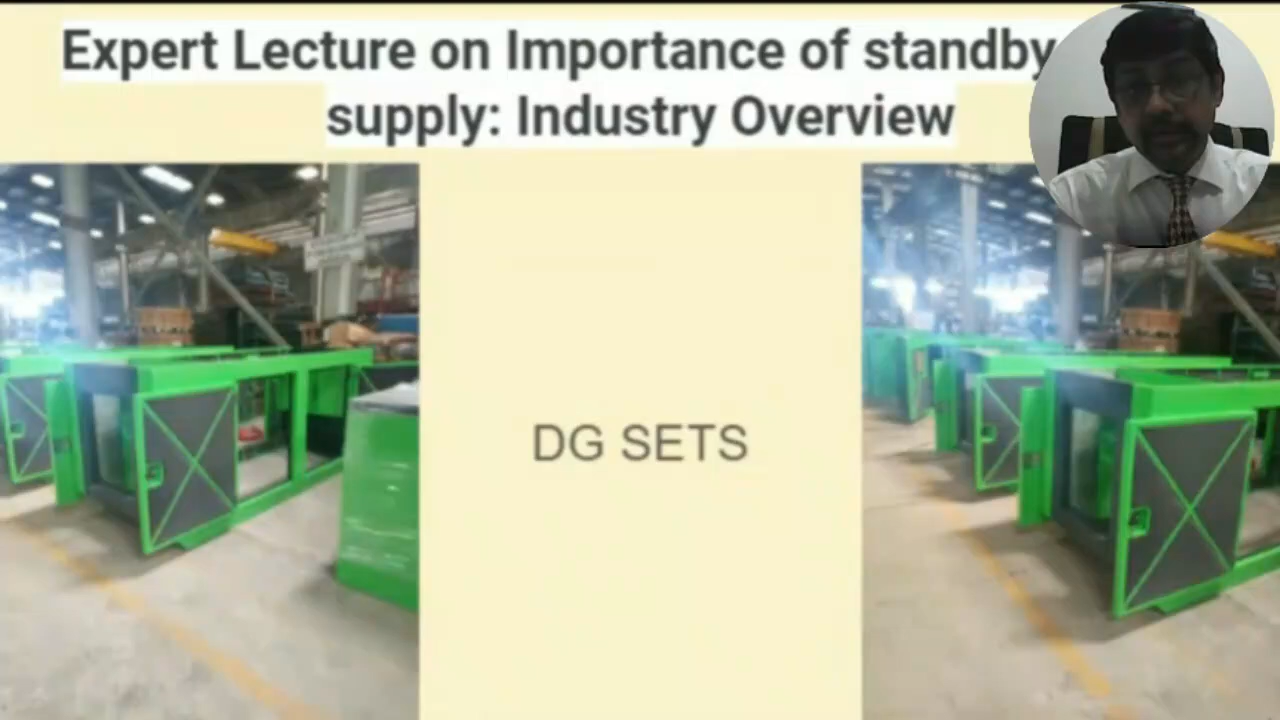 Expert Lecture on Importance of standby
supply: Industry Overview
DG SETS